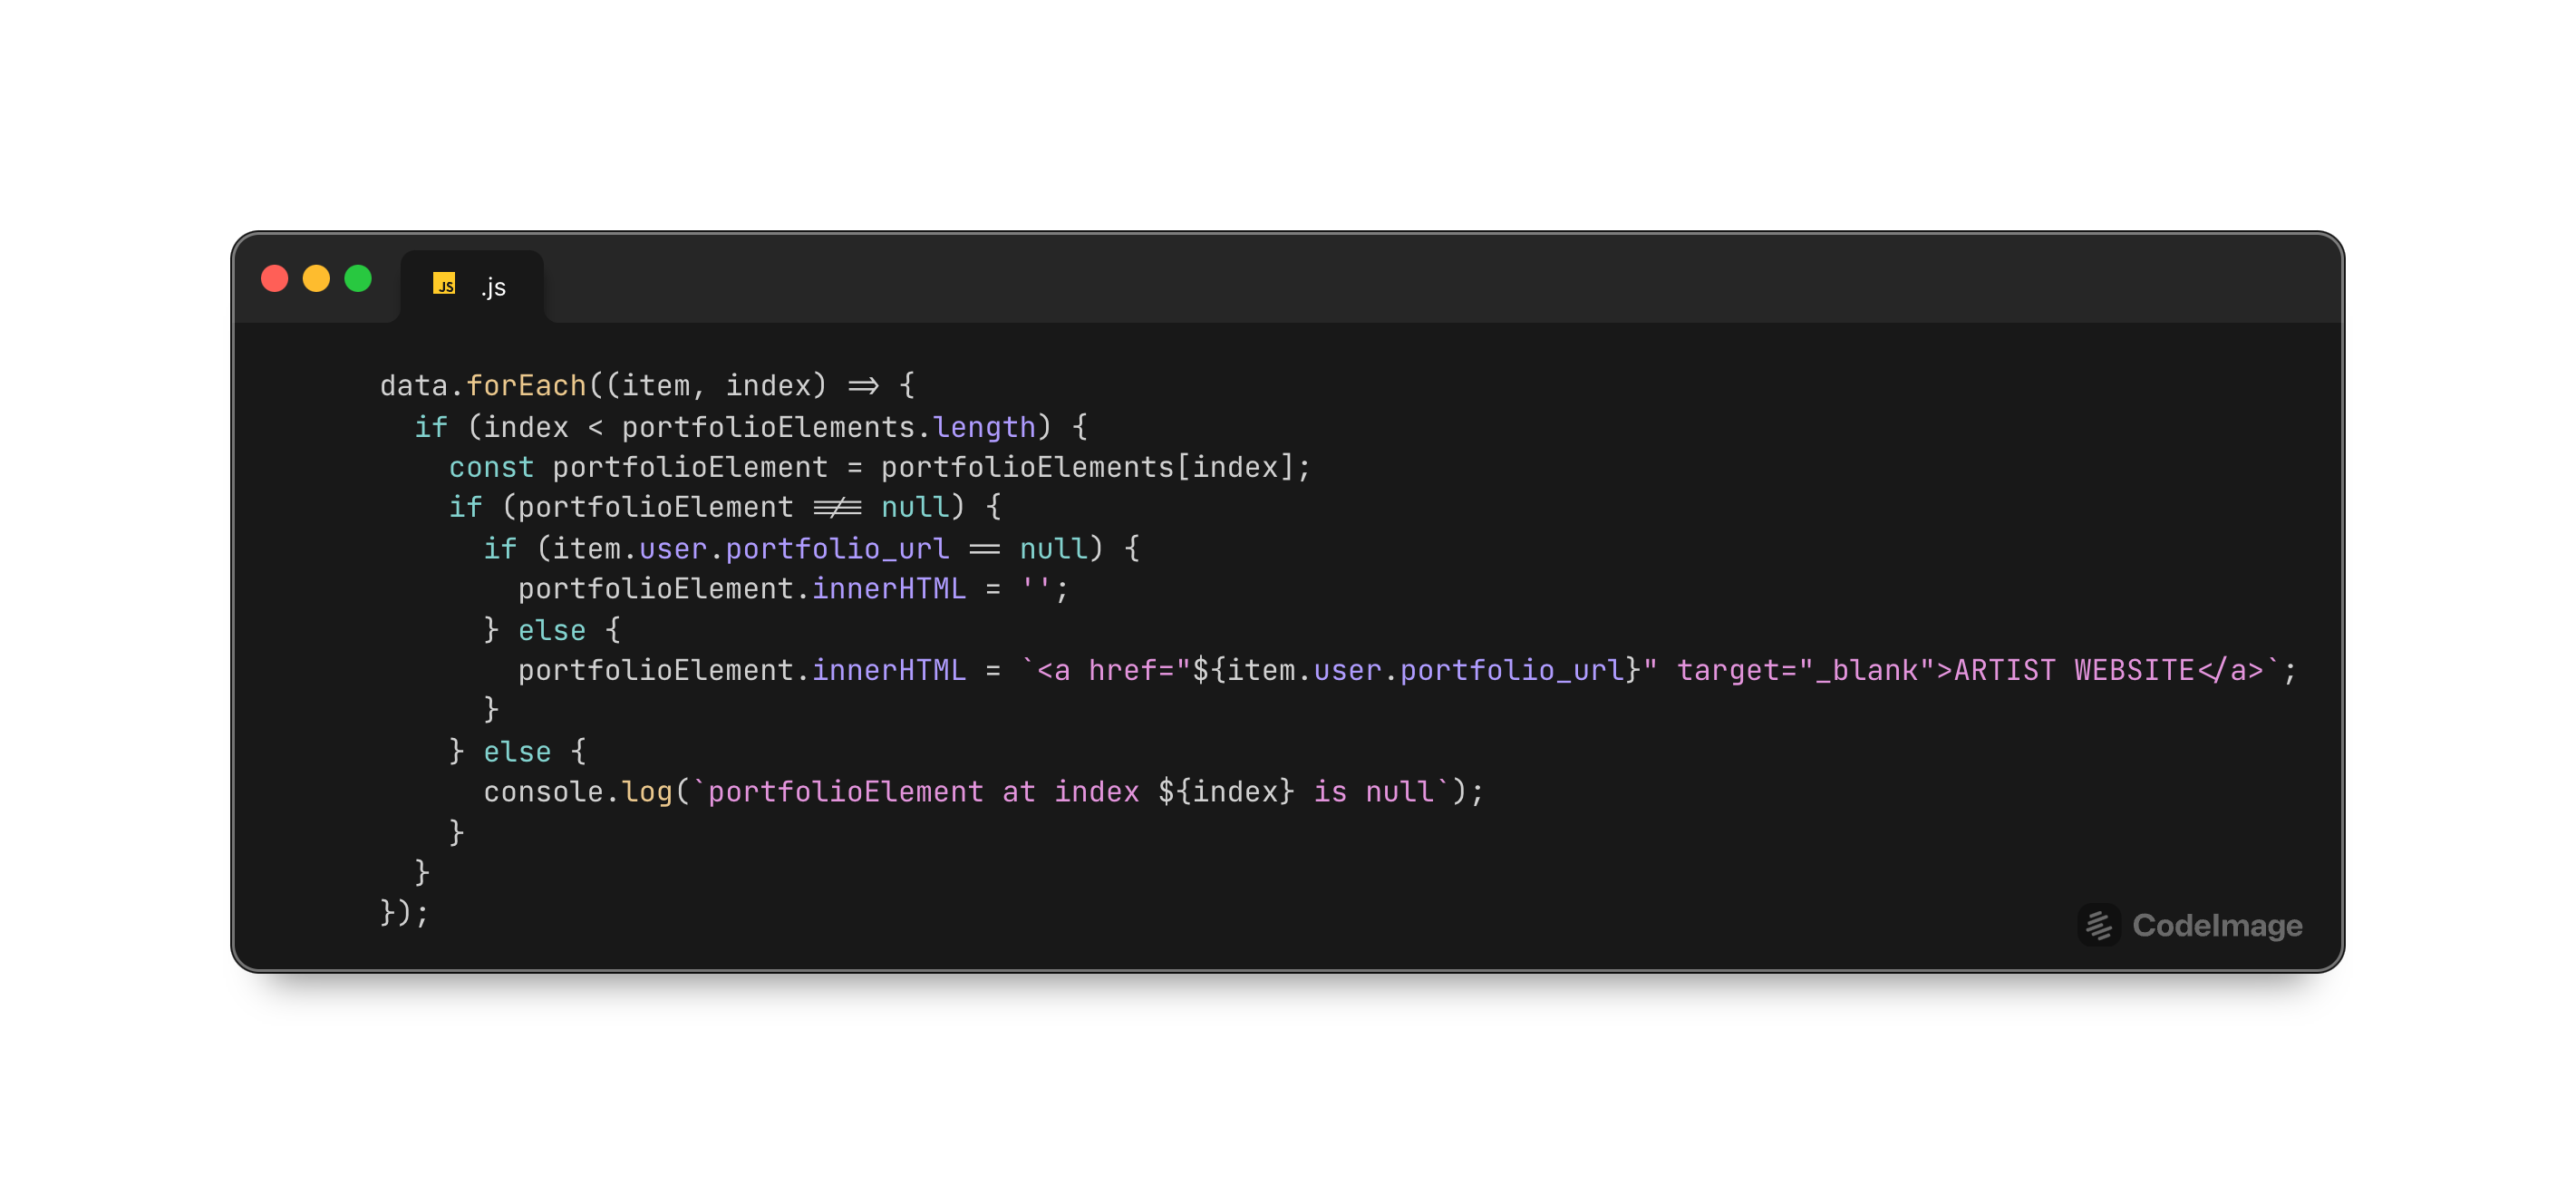 JS .js
data.forEach((item, index) => {
  if (index < portfolioElements.length) {
    const portfolioElement = portfolioElements[index];
    if (portfolioElement !== null) {
      if (item.user.portfolio_url == null) {
        portfolioElement.innerHTML = '';
      } else {
        portfolioElement.innerHTML = `<a href="${item.user.portfolio_url}" target="_blank">ARTIST WEBSITE</a>`;
      }
    } else {
      console.log(`portfolioElement at index ${index} is null`);
    }
  }
});
CodeImage